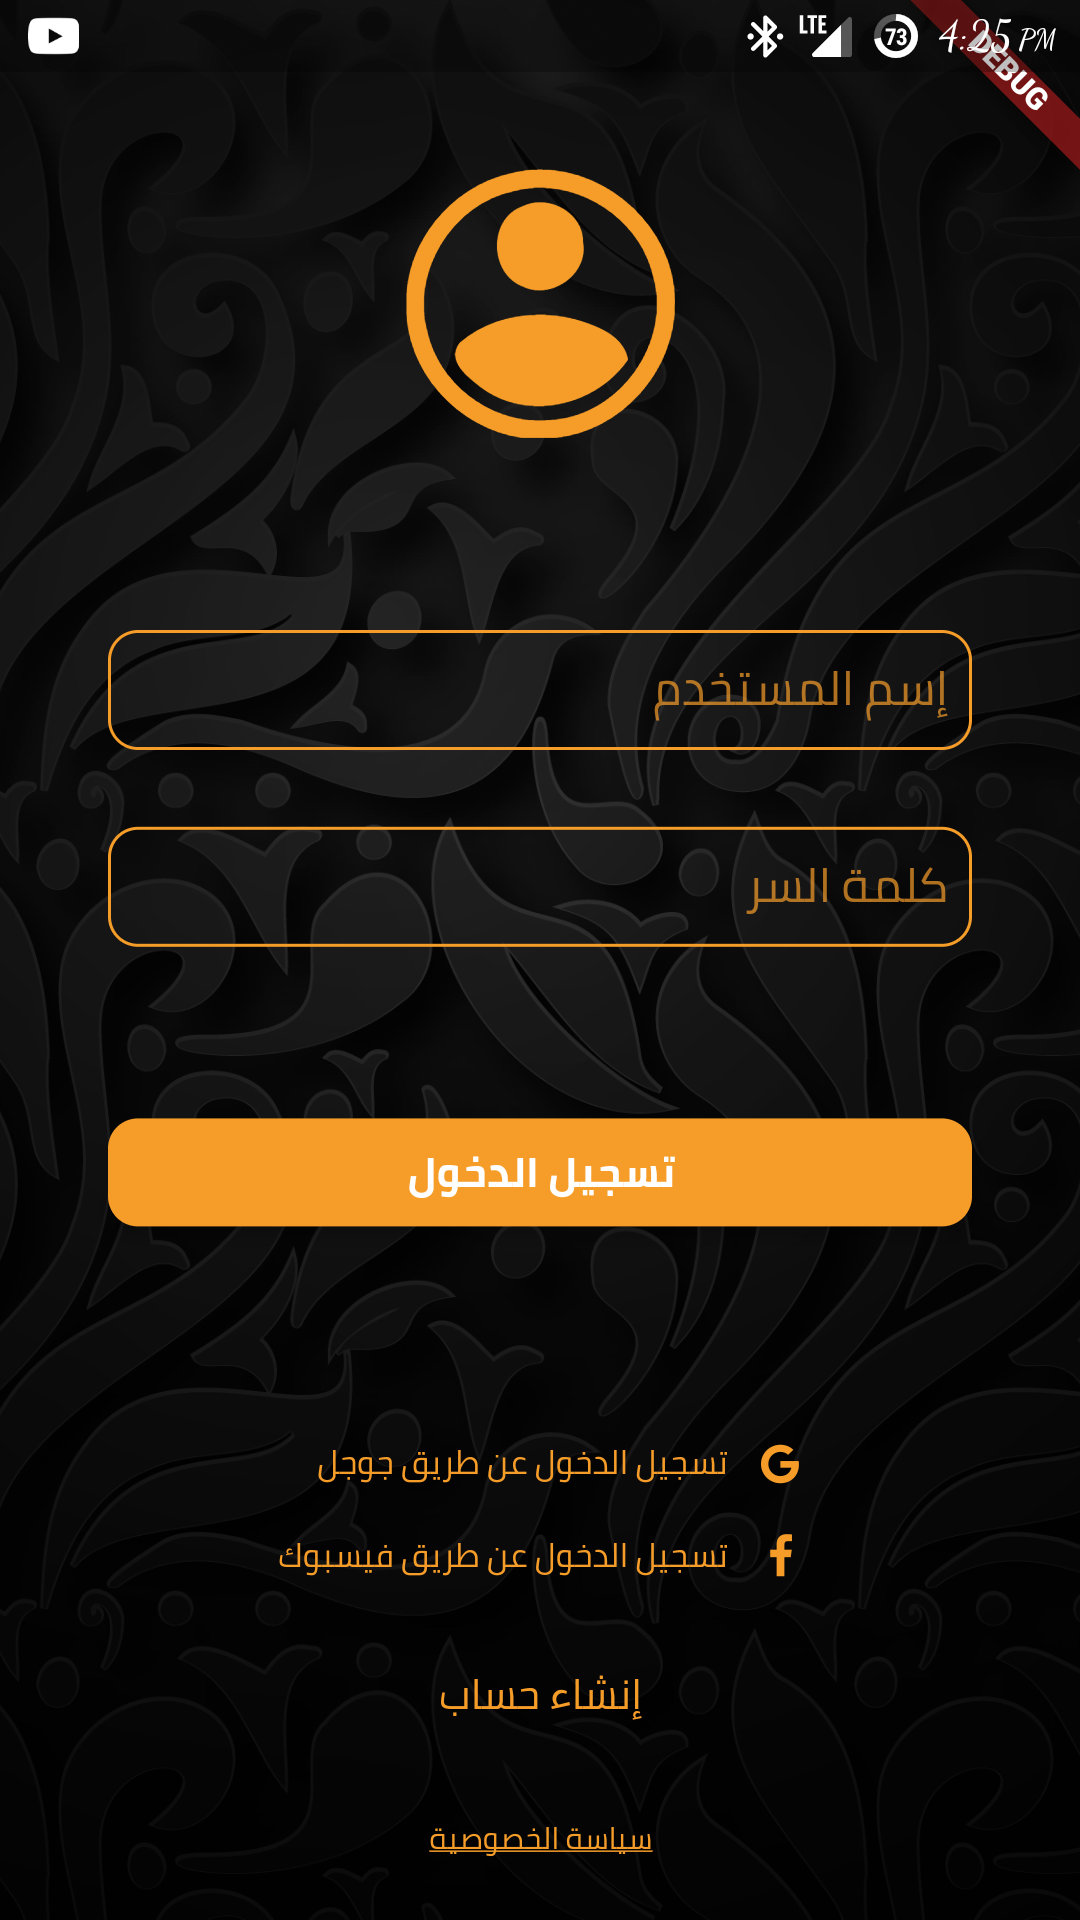 LTE 73 4:25 PM
DEBUG
إسم المستخدم
كلمة السر
تسجيل الدخول
تسجيل الدخول عن طريق جوجل
تسجيل الدخول عن طريق فيسبوك
إنشاء حساب
سياسة الخصوصية